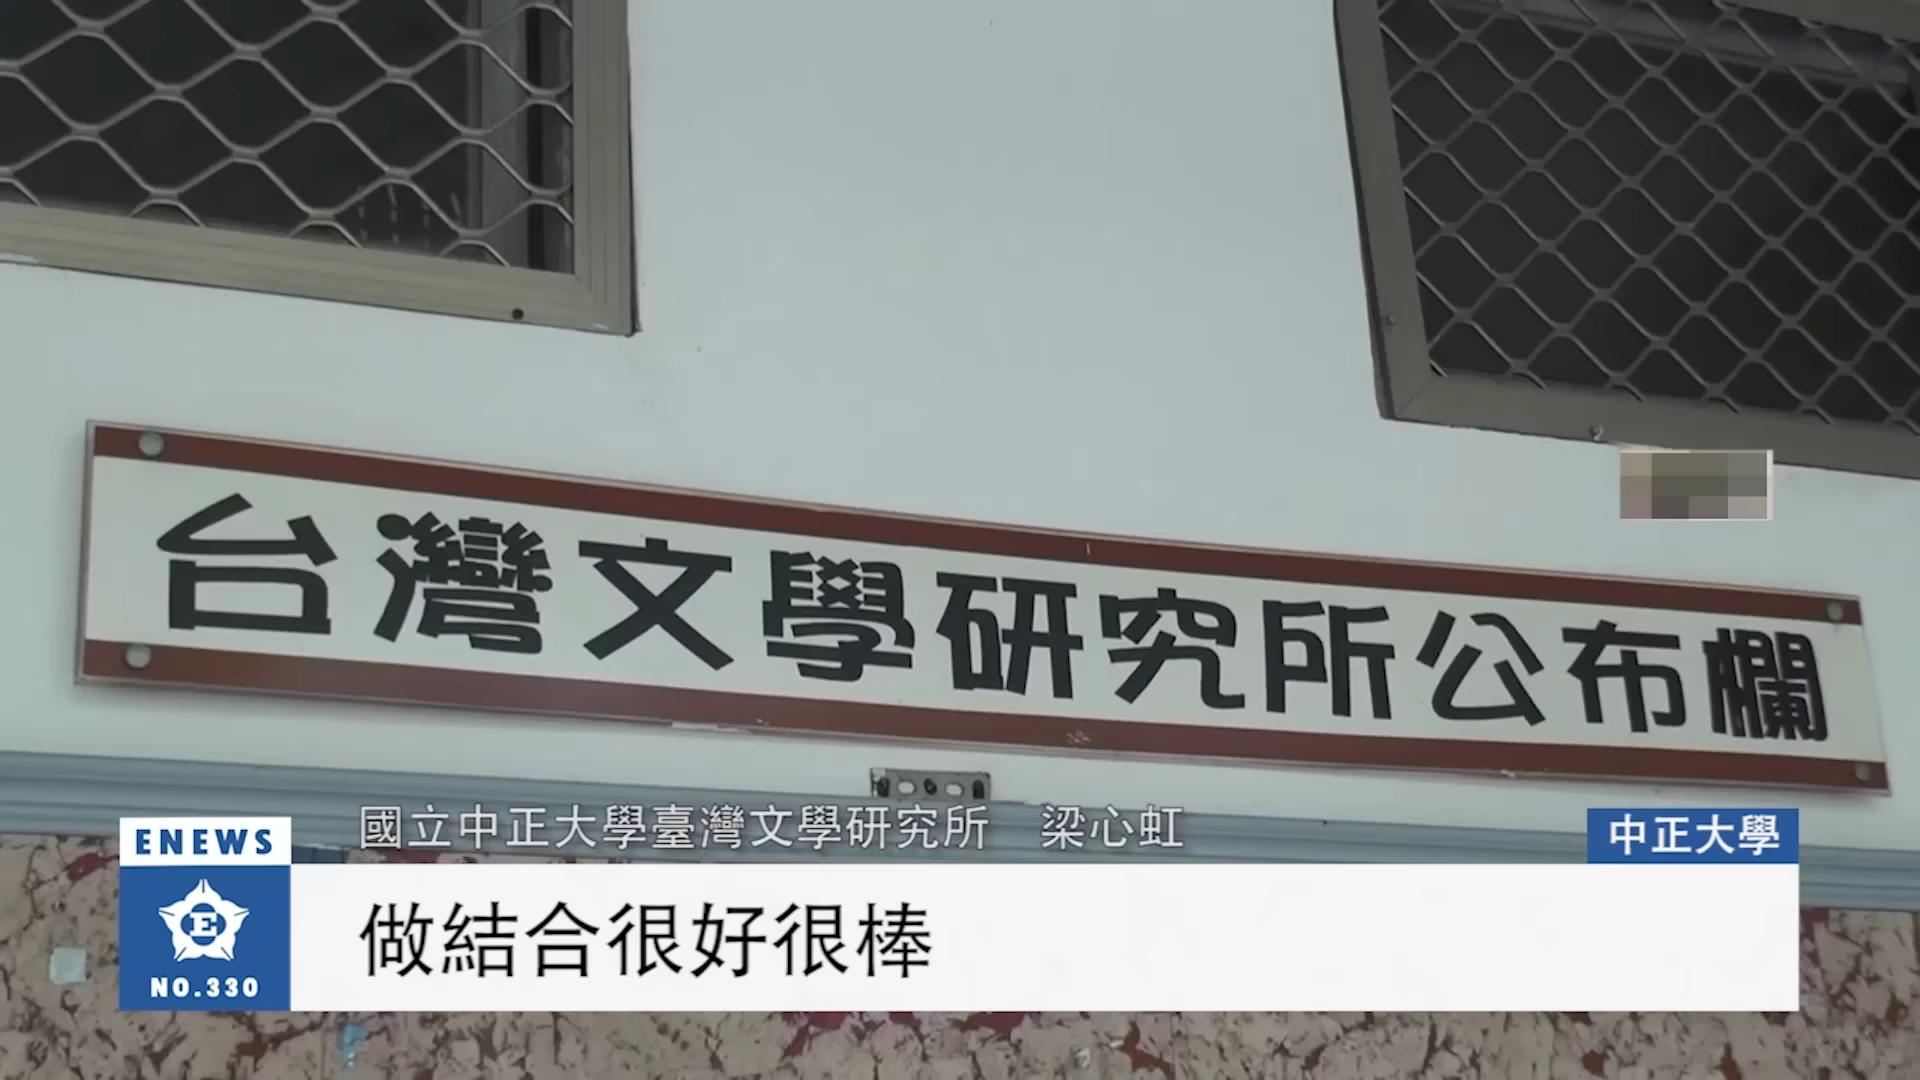 台灣文學研究所公布欄
國立中正大學臺灣文學研究所 梁心虹
中正大學
ENEWS
做結合很好很棒
E
NO.330